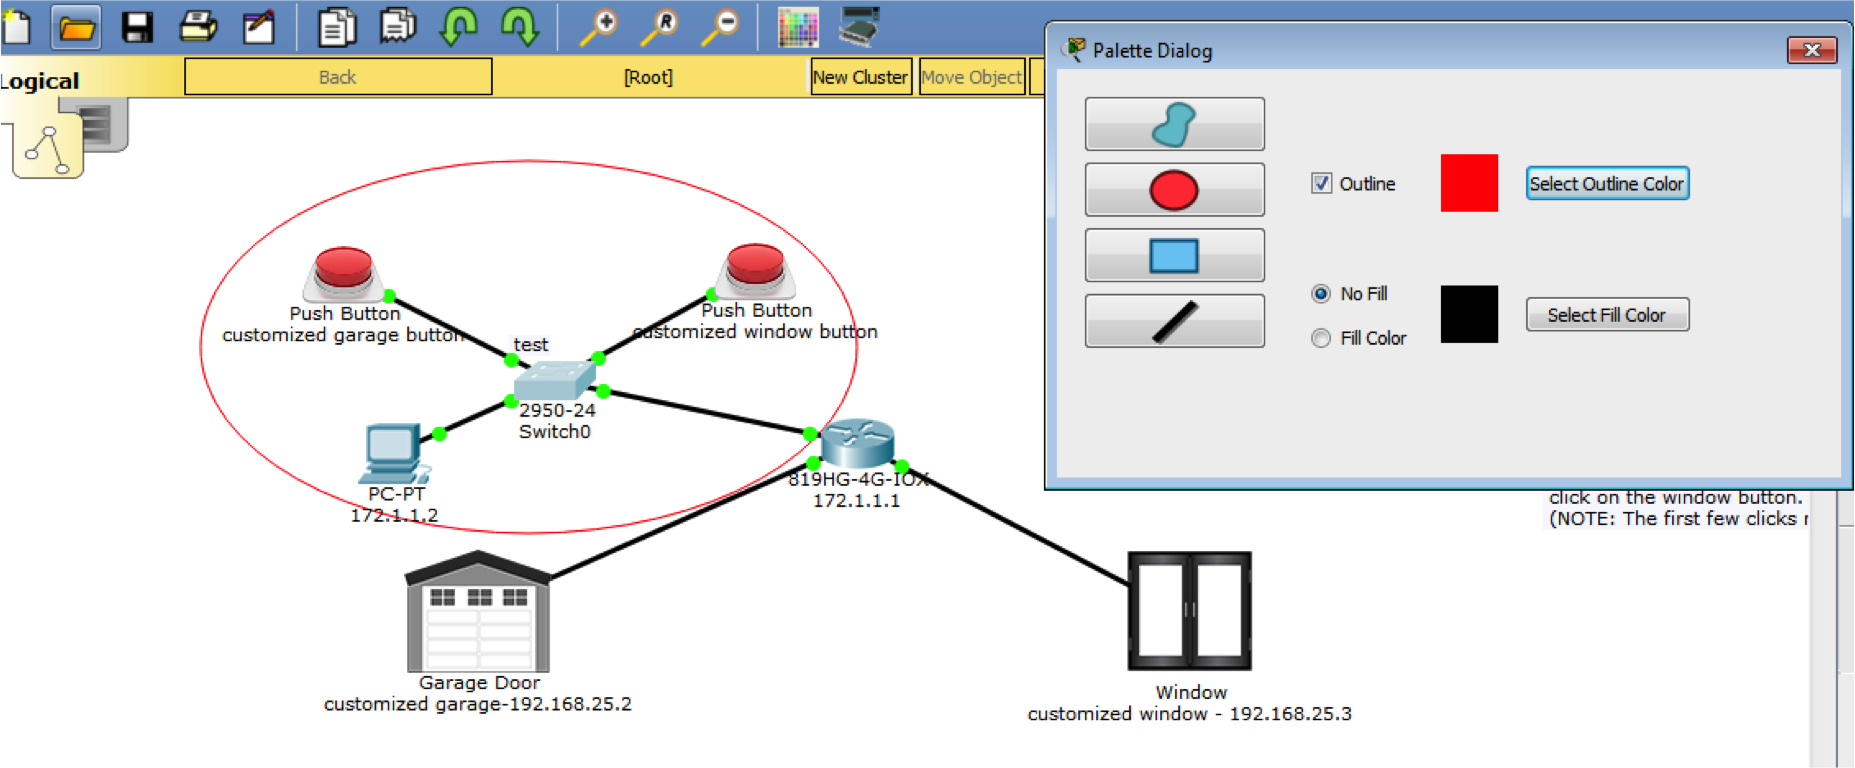 Logical
Back
[Root]
New Cluster
Move Object
Palette Dialog
Outline
Select Outline Color
No Fill
Select Fill Color
Fill Color
Push Button
customized garage button
Push Button
customized window button
test
2950-24
Switch0
PC-PT
172.1.1.2
819HG-4G-IOX
172.1.1.1
click on the window button.
(NOTE: The first few clicks
Garage Door
customized garage-192.168.25.2
Window
customized window - 192.168.25.3